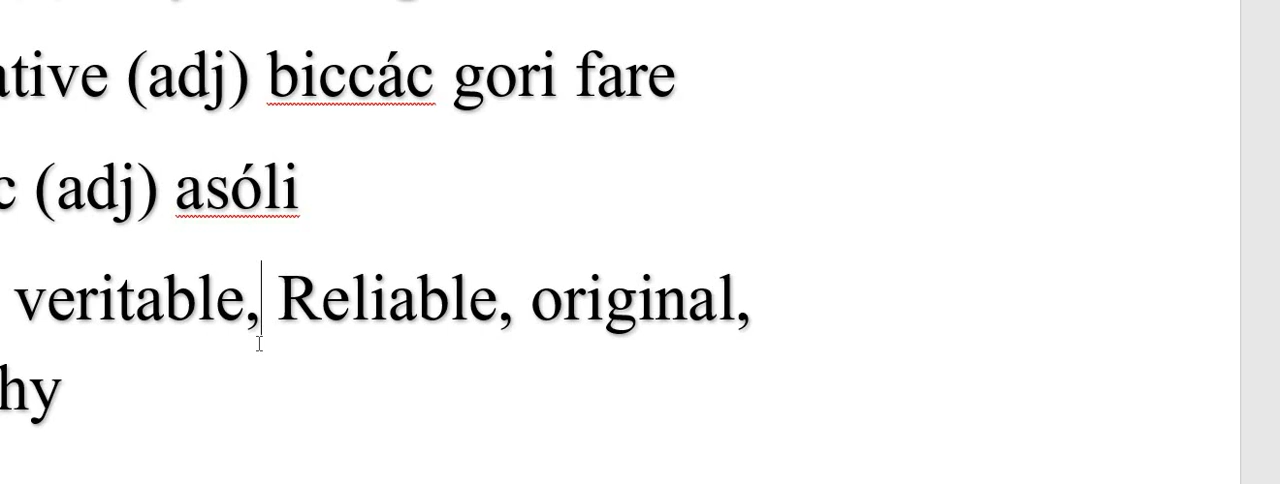 ative (adj) biccác gori fare
c (adj) asóli
veritable, Reliable, original,
hy